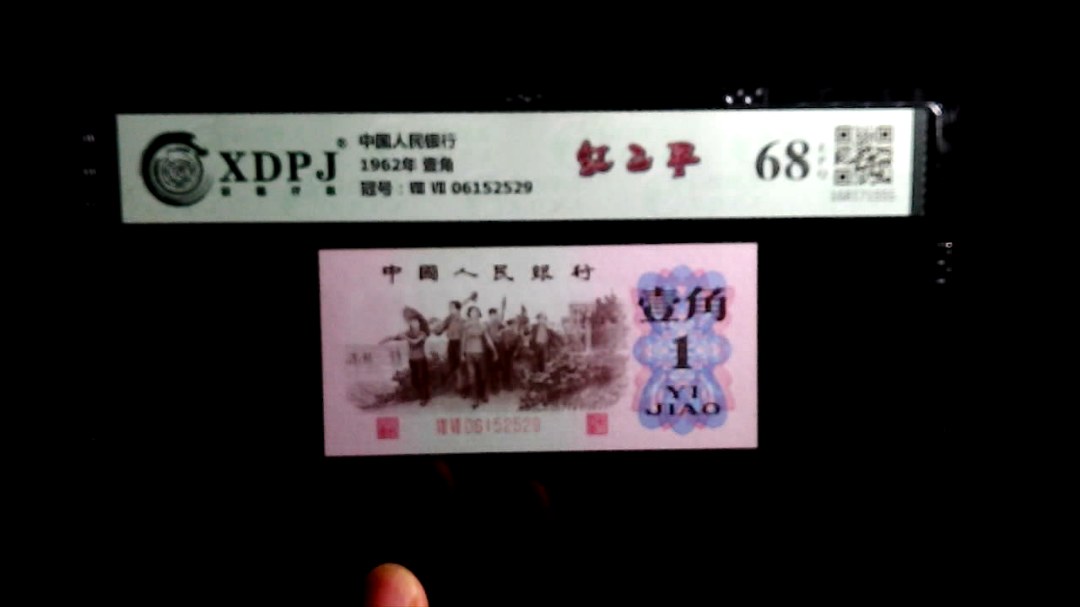 XDPJ®
中国人民银行
1962年 壹角
冠号：Ⅷ Ⅶ 06152529
红二平
68
中國人民銀行
壹角
1
YI
JIAO
06152529